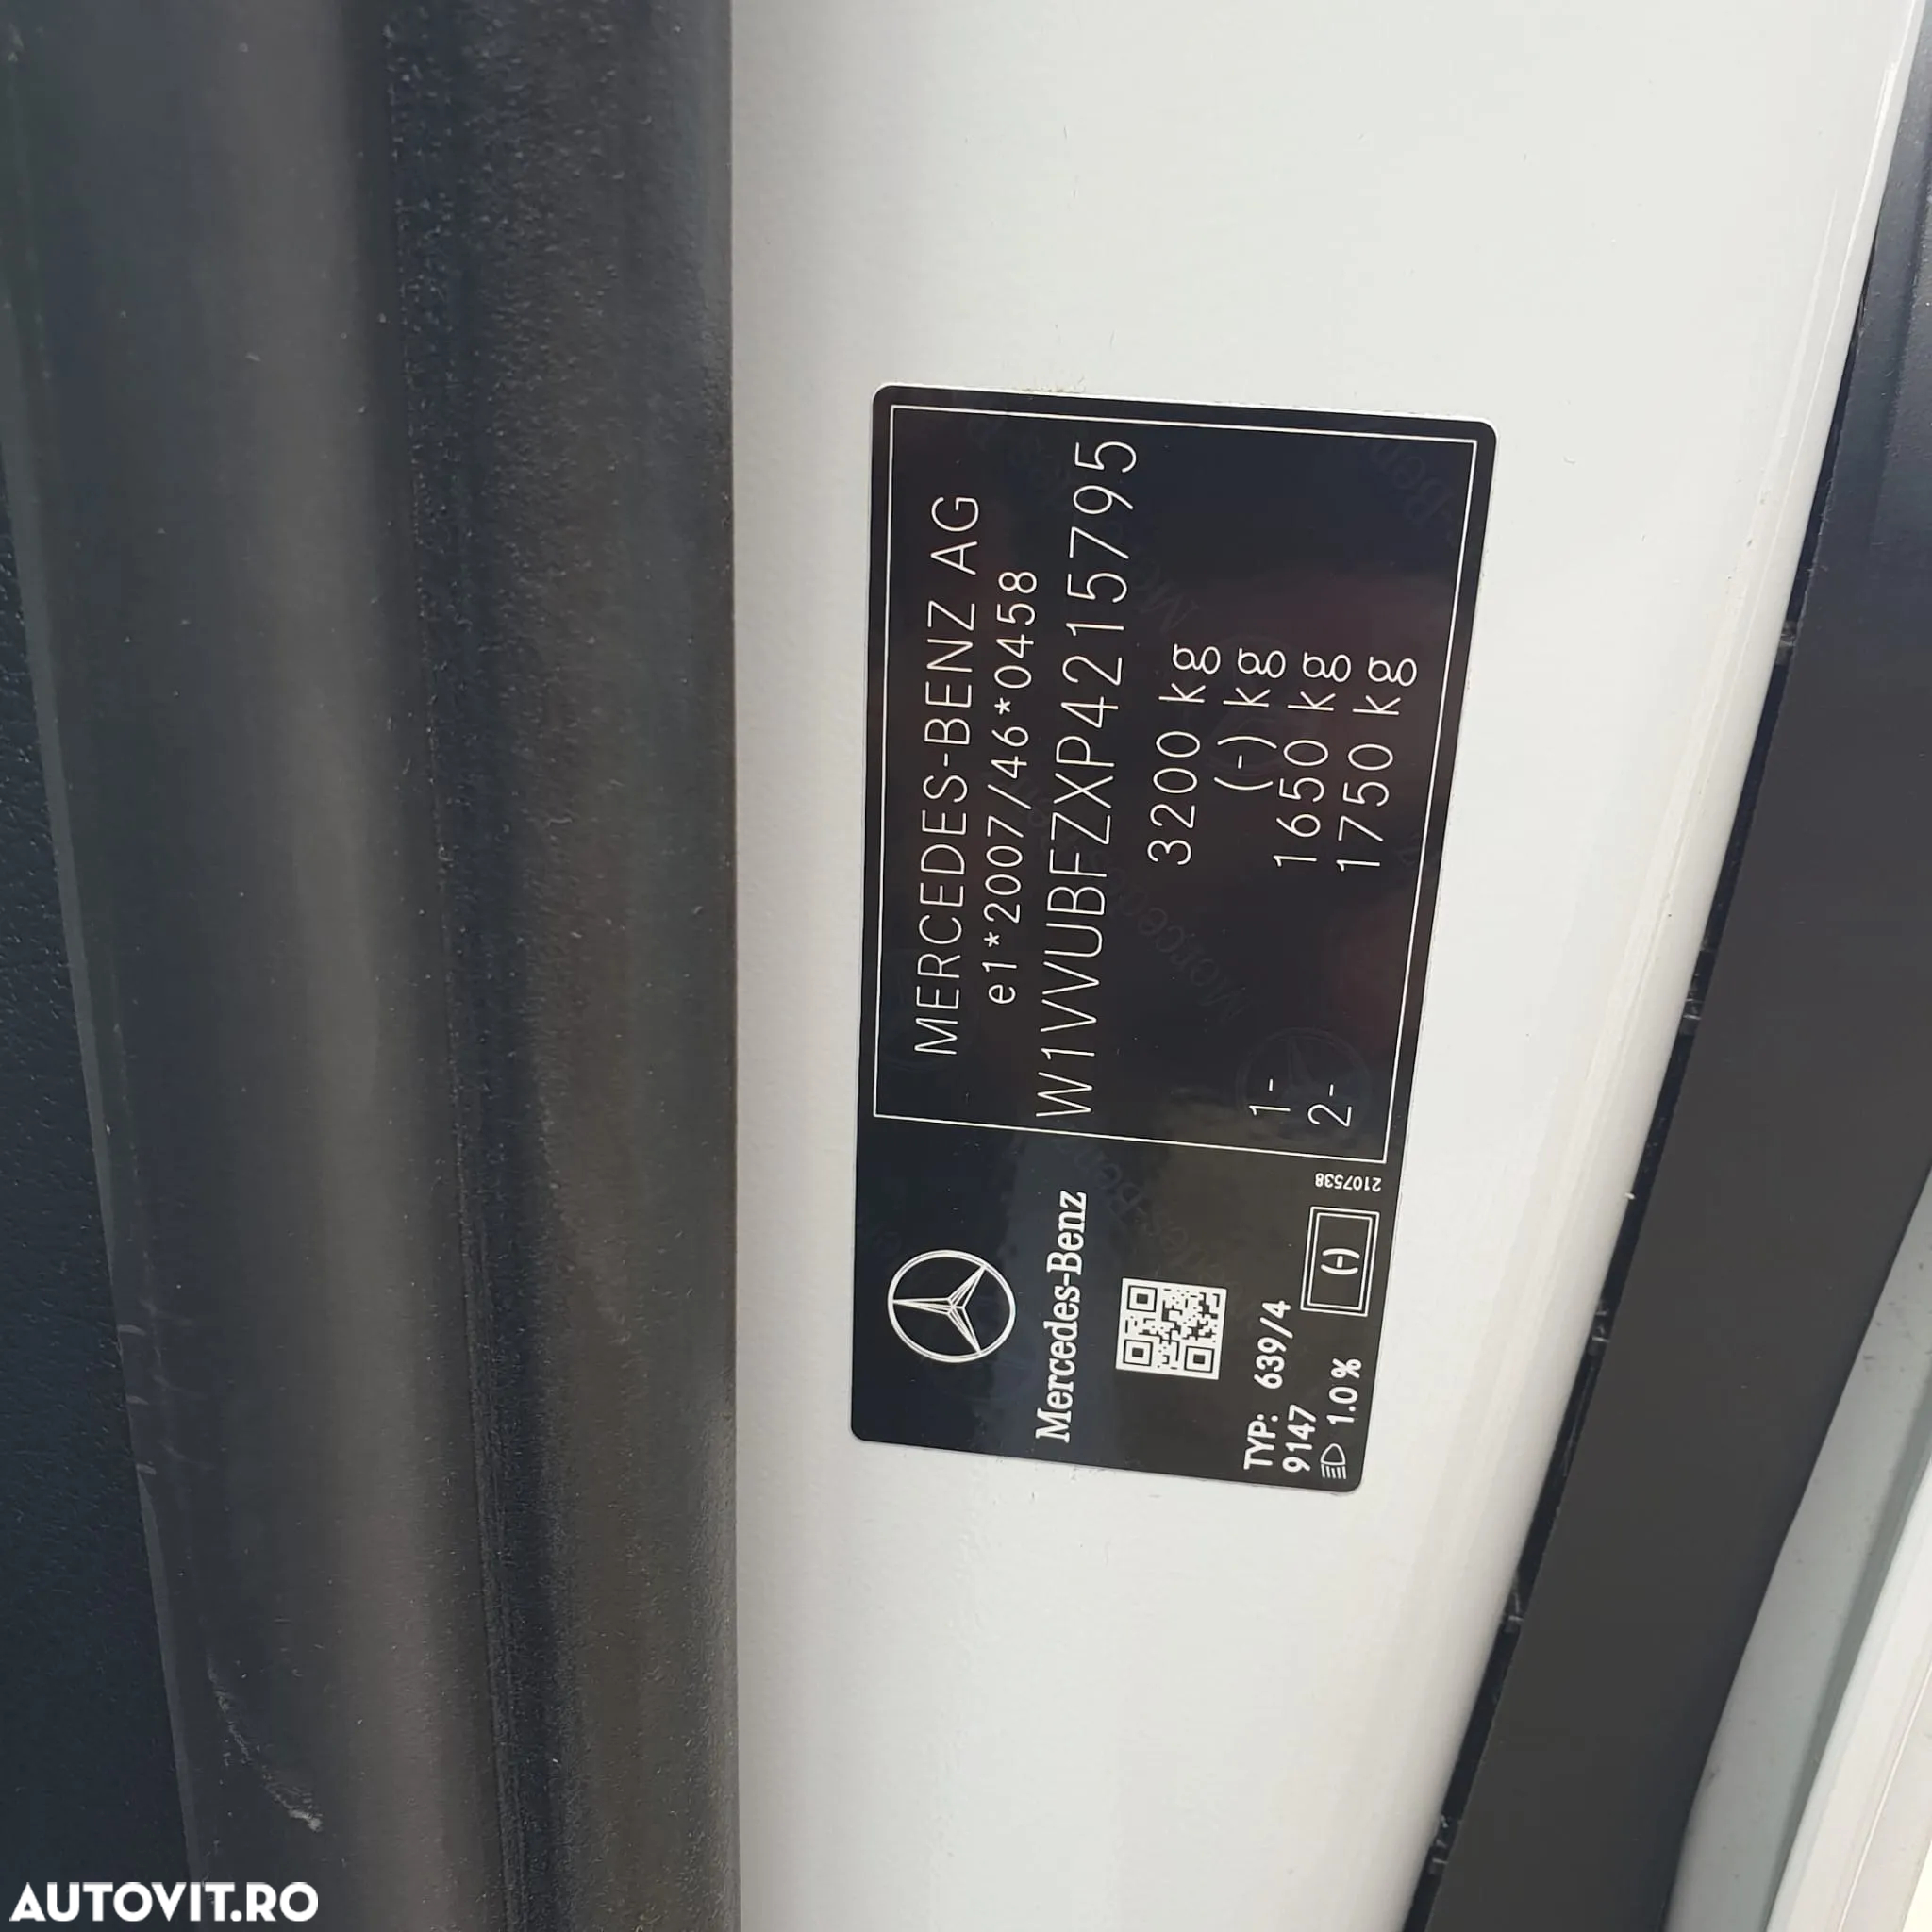 MERCEDES-BENZ AG
e1*2007/46*0458
W1VVUBFZXP4215795
3200 kg
(-) kg
1- 1650 kg
2- 1750 kg
Mercedes-Benz
TYP: 639/4
9147
1.0%
(-)
2107538
AUTOVIT.RO